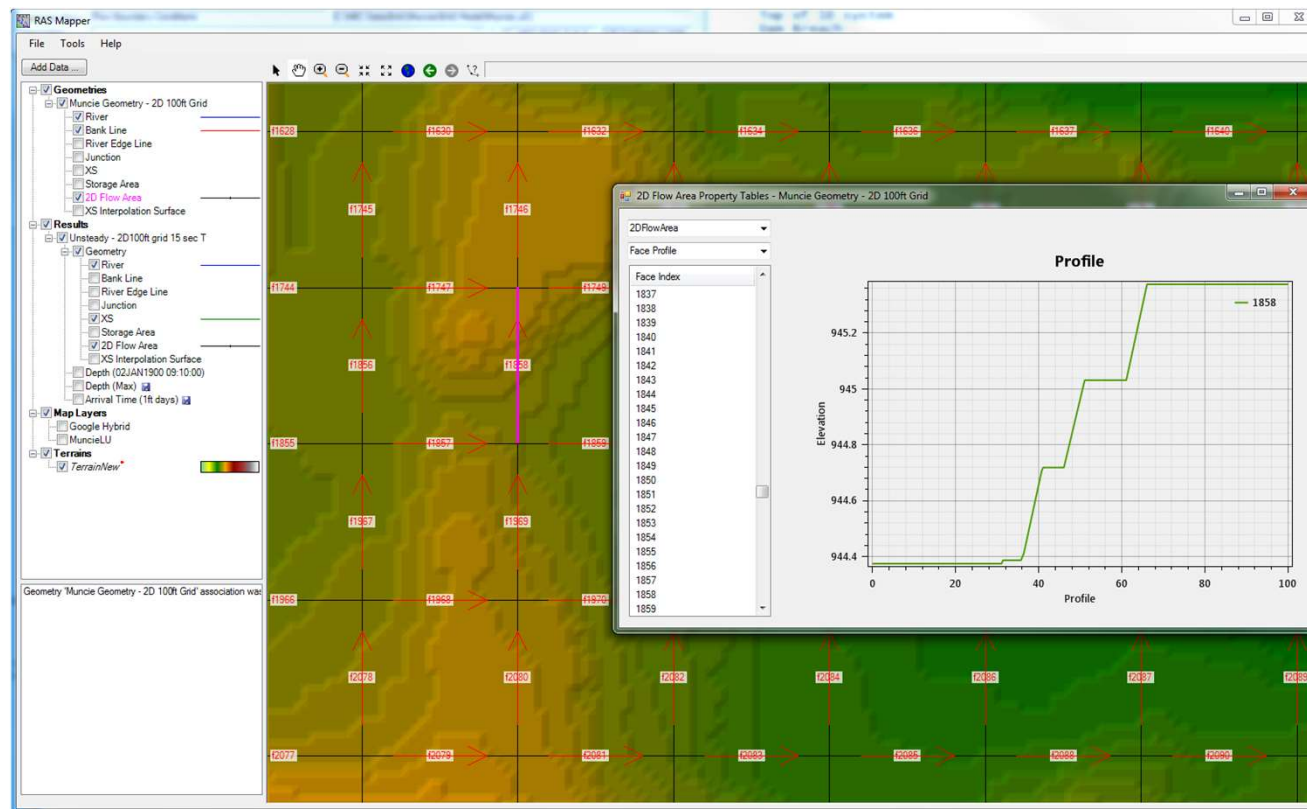 RAS Mapper
File Tools Help
Add Data ...
Geometries
Muncie Geometry - 2D 100ft Grid
River
Bank Line
River Edge Line
Junction
XS
Storage Area
2D Flow Area
XS Interpolation Surface
Results
Unsteady - 2D100ft grid 15 sec T
Geometry
River
Bank Line
River Edge Line
Junction
XS
Storage Area
2D Flow Area
XS Interpolation Surface
Depth (02JAN1900 09:10:00)
Depth (Max)
Arrival Time (1ft days)
Map Layers
Google Hybrid
MuncieLU
Terrains
TerrainNew
Geometry 'Muncie Geometry - 2D 100ft Grid' association was
f1628 f1630 f1632 f1634 f1636 f1637 f1640
f1745 f1746
f1744 f1747 f1749
f1856 f1858
f1855 f1857 f1859
f1967 f1969
f1966 f1968 f1970
f2078 f2080 f2082 f2084 f2086 f2087 f2089
f2077 f2079 f2081 f2083 f2085 f2088 f2090
2D Flow Area Property Tables - Muncie Geometry - 2D 100ft Grid
2DFlowArea
Face Profile
Face Index
1837
1838
1839
1840
1841
1842
1843
1844
1845
1846
1847
1848
1849
1850
1851
1852
1853
1854
1855
1856
1857
1858
1859
Profile
1858
Elevation
945.2
945
944.8
944.6
944.4
0 20 40 60 80 100
Profile